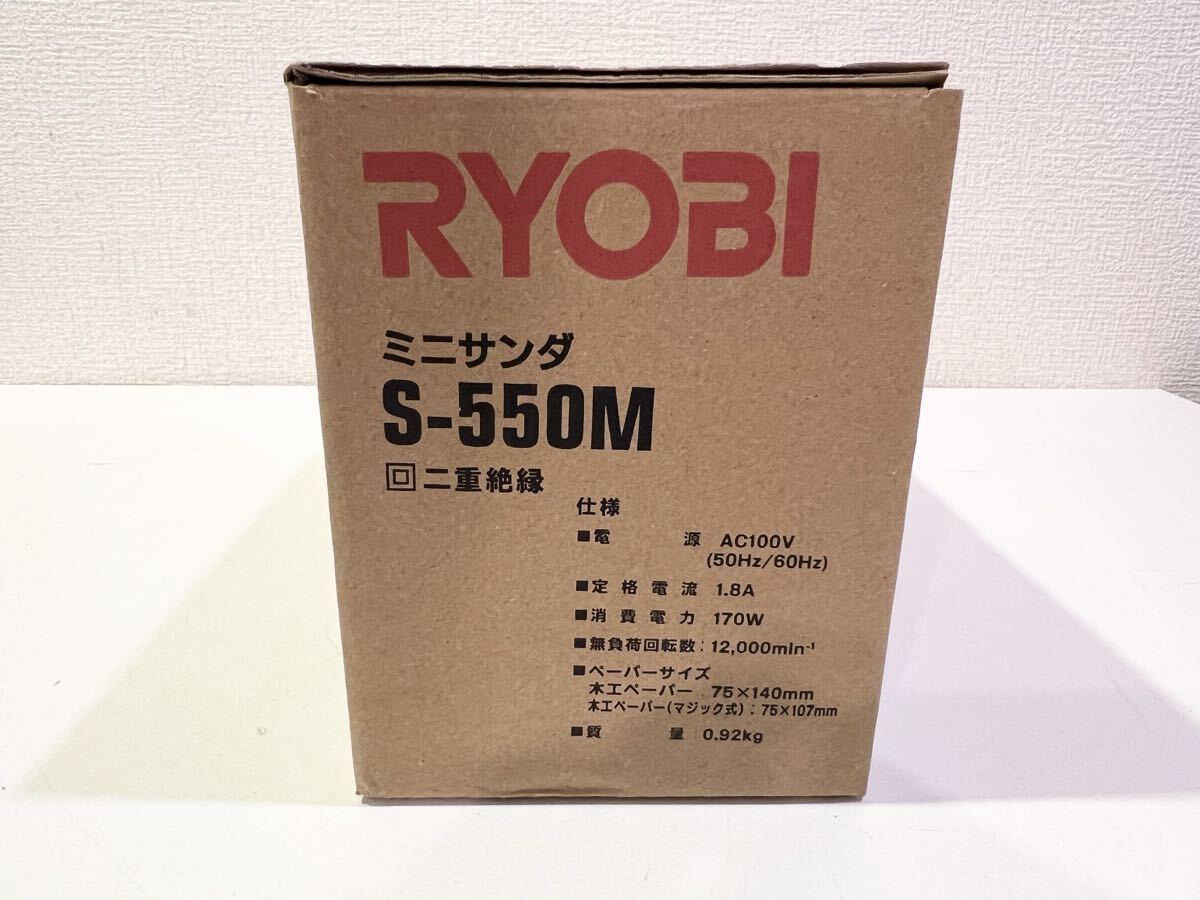 RYOBI
ミニサンダ
S-550M
回二重絶縁
仕様
■電 源 AC100V
(50Hz/60Hz)
■定格電流 1.8A
■消費電力 170W
■無負荷回転数：12,000min⁻¹
■ペーパーサイズ
木工ペーパー 75×140mm
木工ペーパー(マジック式)：75×107mm
■質 量 0.92kg